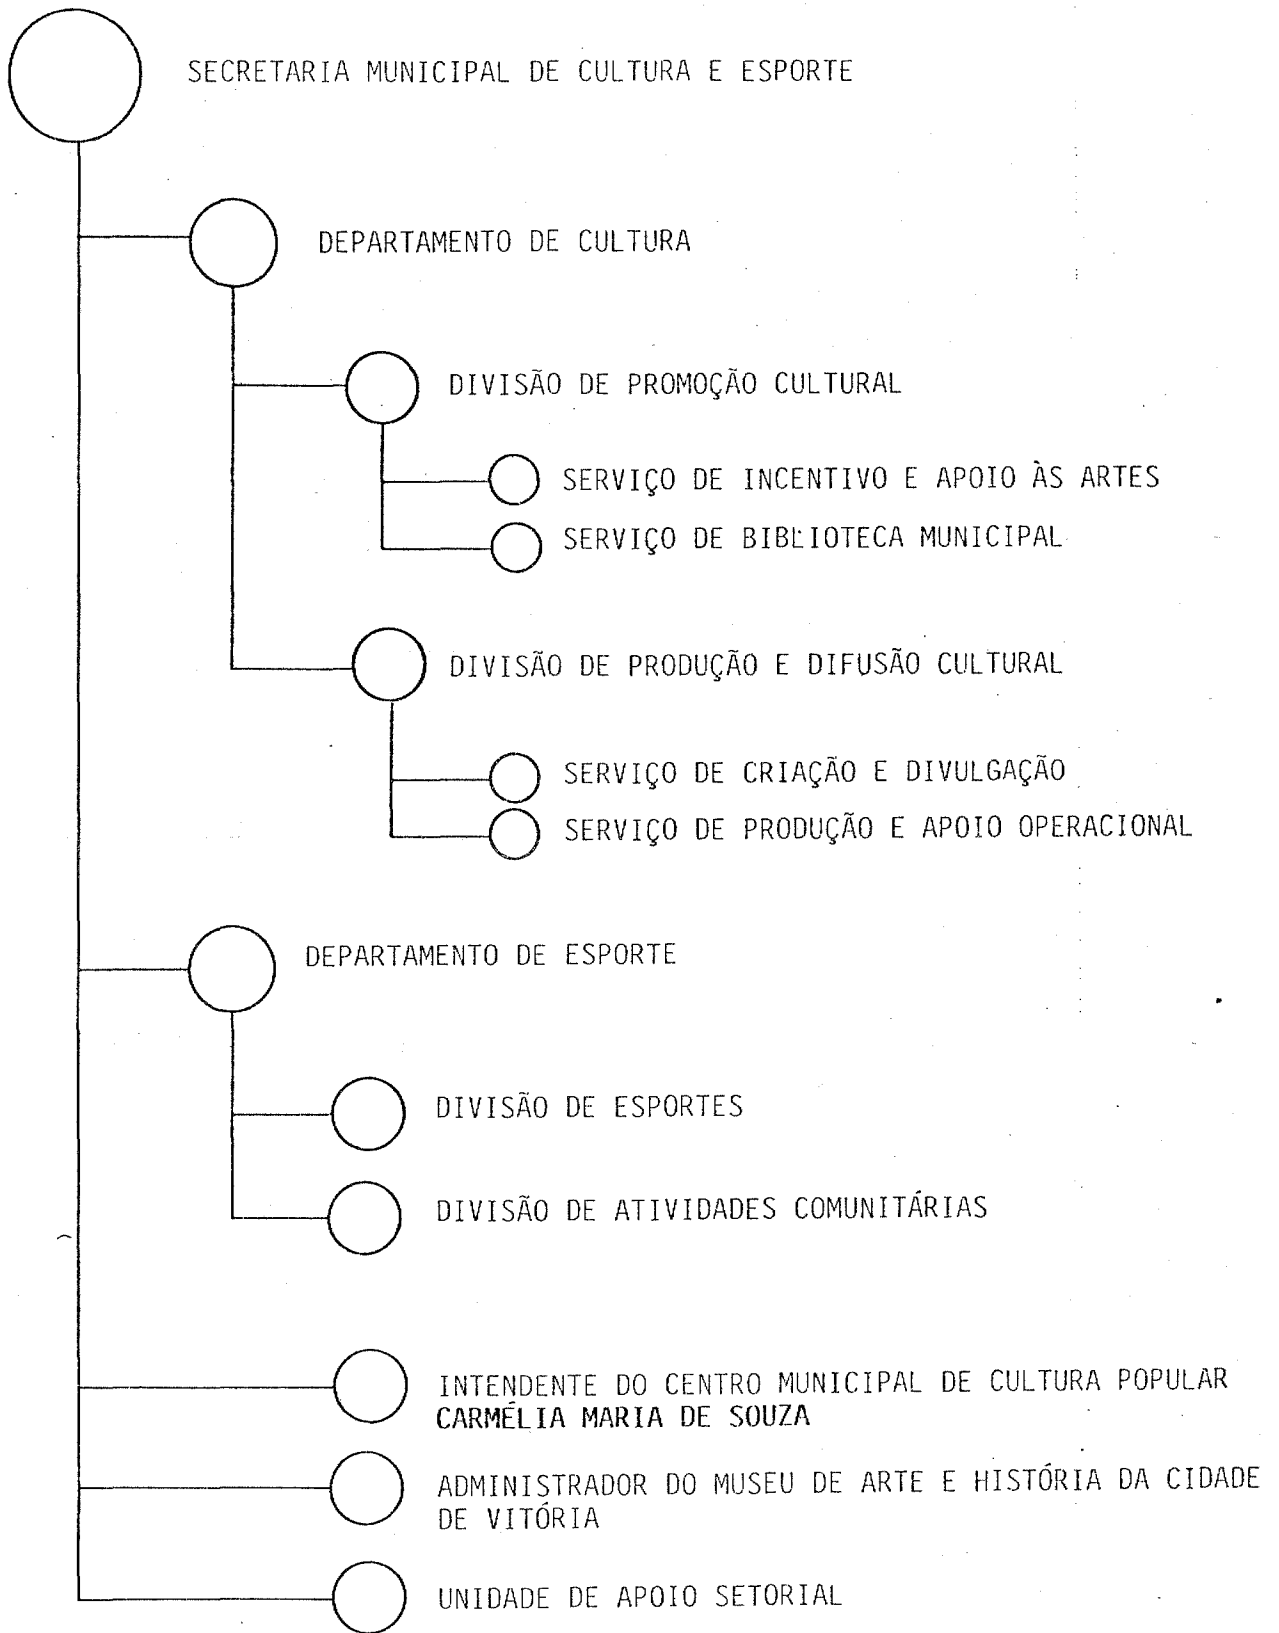 SECRETARIA MUNICIPAL DE CULTURA E ESPORTE
DEPARTAMENTO DE CULTURA
DIVISÃO DE PROMOÇÃO CULTURAL
SERVIÇO DE INCENTIVO E APOIO ÀS ARTES
SERVIÇO DE BIBLIOTECA MUNICIPAL
DIVISÃO DE PRODUÇÃO E DIFUSÃO CULTURAL
SERVIÇO DE CRIAÇÃO E DIVULGAÇÃO
SERVIÇO DE PRODUÇÃO E APOIO OPERACIONAL
DEPARTAMENTO DE ESPORTE
DIVISÃO DE ESPORTES
DIVISÃO DE ATIVIDADES COMUNITÁRIAS
INTENDENTE DO CENTRO MUNICIPAL DE CULTURA POPULAR
CARMÉLIA MARIA DE SOUZA
ADMINISTRADOR DO MUSEU DE ARTE E HISTÓRIA DA CIDADE
DE VITÓRIA
UNIDADE DE APOIO SETORIAL